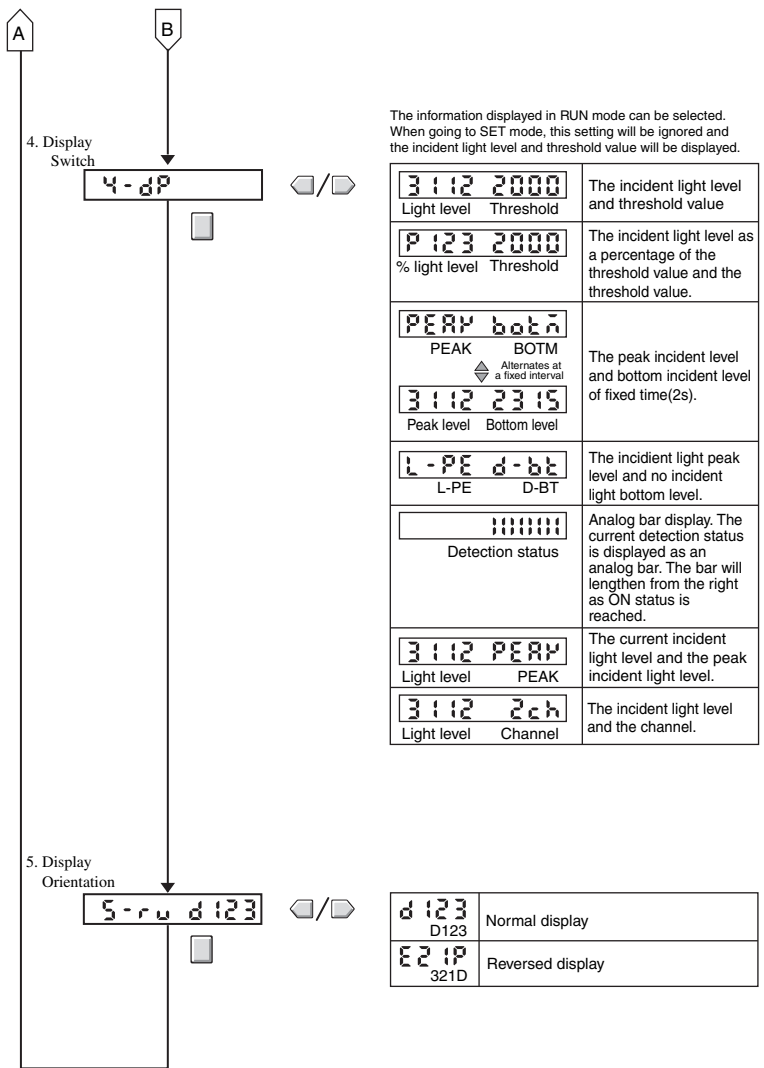 A
B
The information displayed in RUN mode can be selected.
When going to SET mode, this setting will be ignored and
the incident light level and threshold value will be displayed.
4. Display
Switch
4-dP
3112 2000
Light level Threshold
The incident light level
and threshold value
P 123 2000
% light level Threshold
The incident light level as
a percentage of the
threshold value and the
threshold value.
PEAK botm
PEAK BOTM
Alternates at
a fixed interval
3112 2315
Peak level Bottom level
The peak incident level
and bottom incident level
of fixed time(2s).
L-PE d-bt
L-PE D-BT
The incidient light peak
level and no incident
light bottom level.
Detection status
Analog bar display. The
current detection status
is displayed as an
analog bar. The bar will
lengthen from the right
as ON status is
reached.
3112 PEAK
Light level PEAK
The current incident
light level and the peak
incident light level.
3112 2ch
Light level Channel
The incident light level
and the channel.
5. Display
Orientation
5-ru d123
/
d123
D123
Normal display
E21P
321D
Reversed display